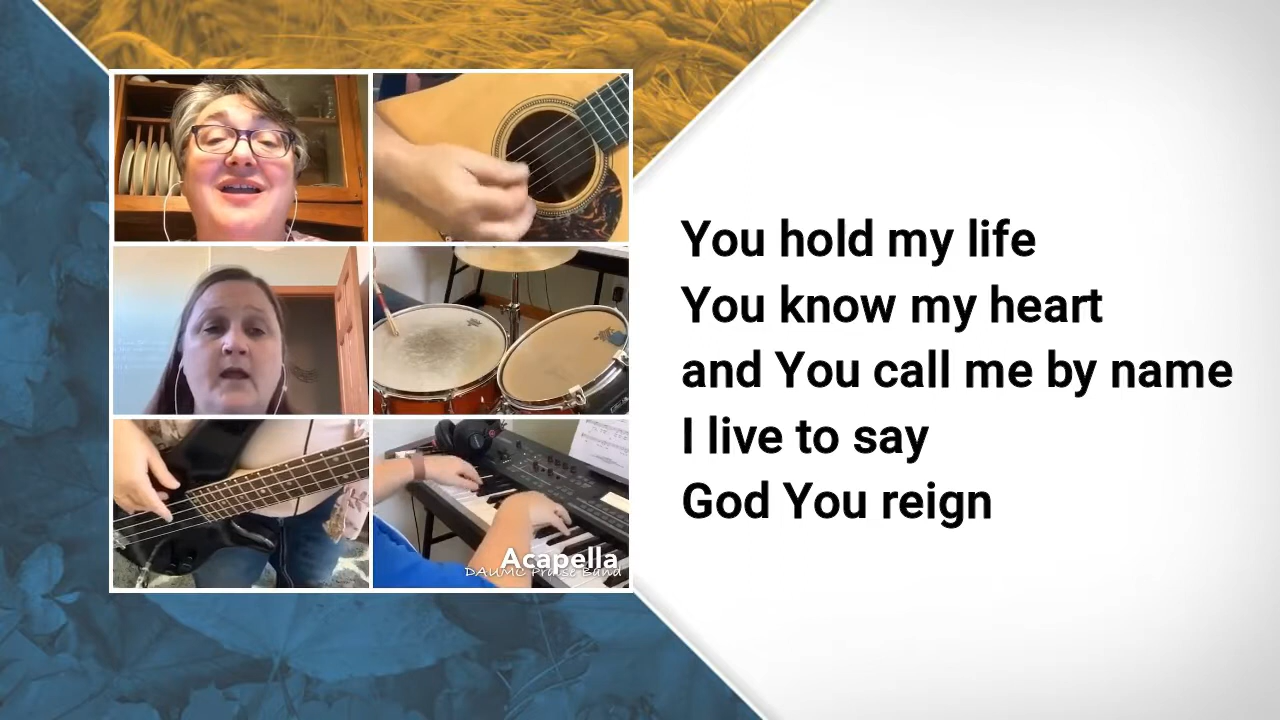 You hold my life
You know my heart
and You call me by name
I live to say
God You reign
Acapella
DAUMC Praise Band